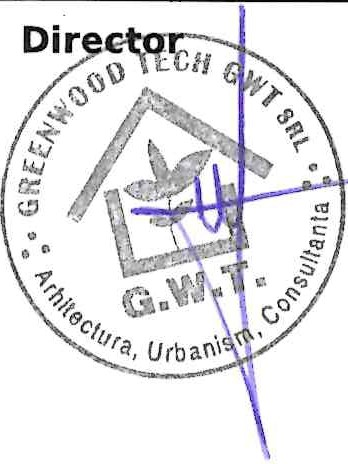 Director
GREENWOOD TECH GWT SRL
G.W.T.
Arhitectura, Urbanism, Consultanta